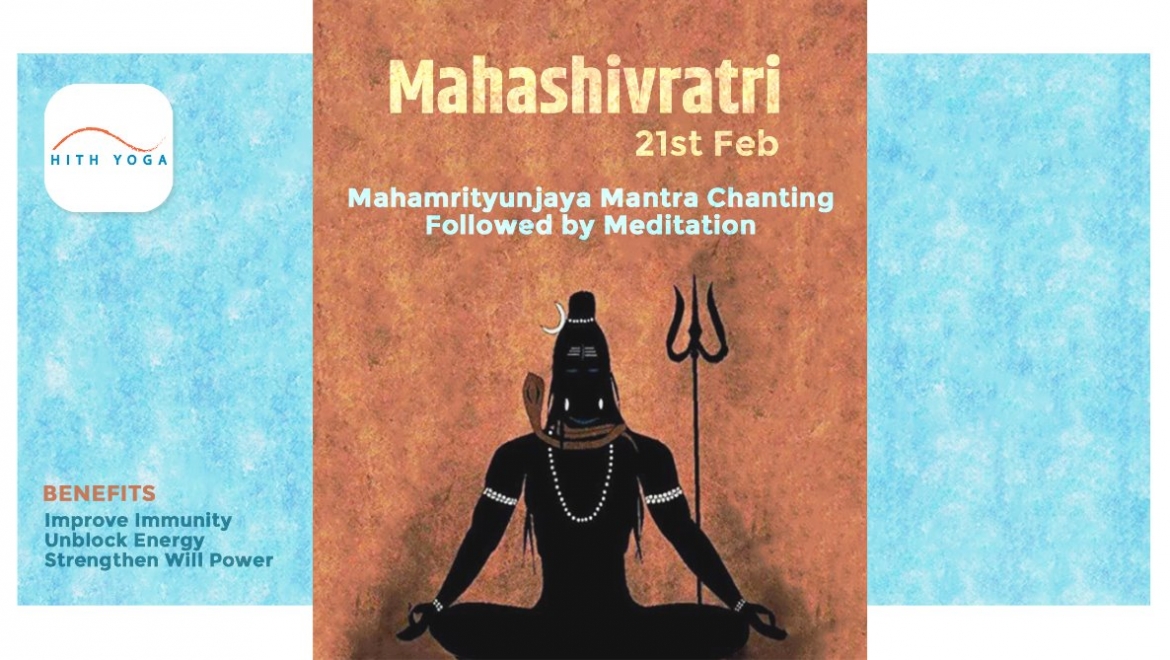 HITH YOGA
Mahashivratri
21st Feb
Mahamrityunjaya Mantra Chanting
Followed by Meditation
BENEFITS
Improve Immunity
Unblock Energy
Strengthen Will Power